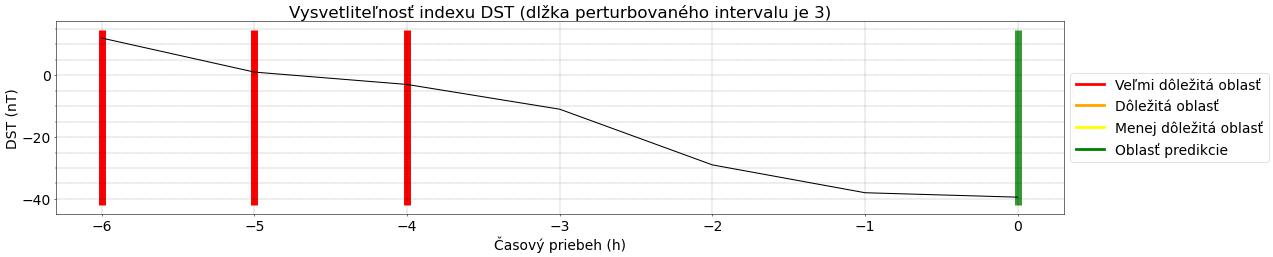 Vysvetliteľnosť indexu DST (dlžka perturbovaného intervalu je 3)
DST (nT)
0
−20
−40
−6 −5 −4 −3 −2 −1 0
Časový priebeh (h)
Veľmi dôležitá oblasť
Dôležitá oblasť
Menej dôležitá oblasť
Oblasť predikcie